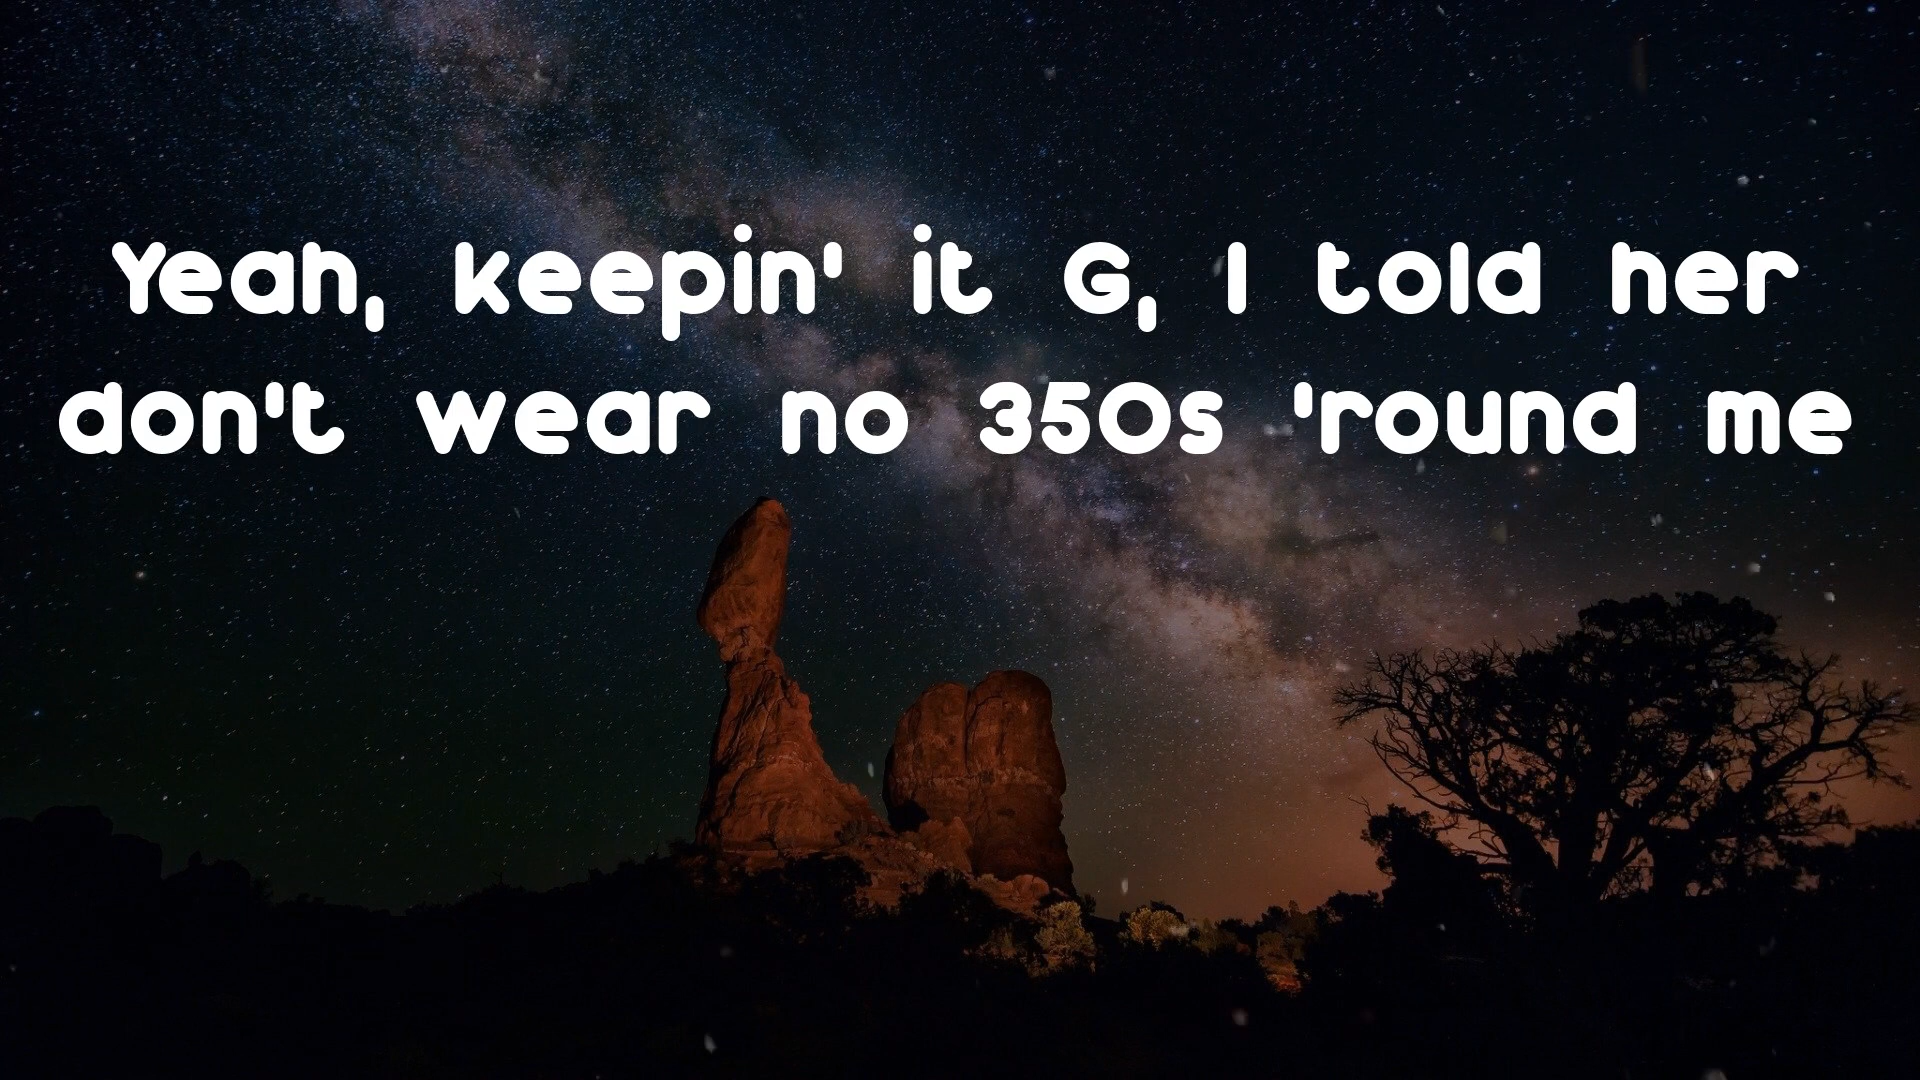 Yeah, keepin' it G, I told her
don't wear no 350s 'round me